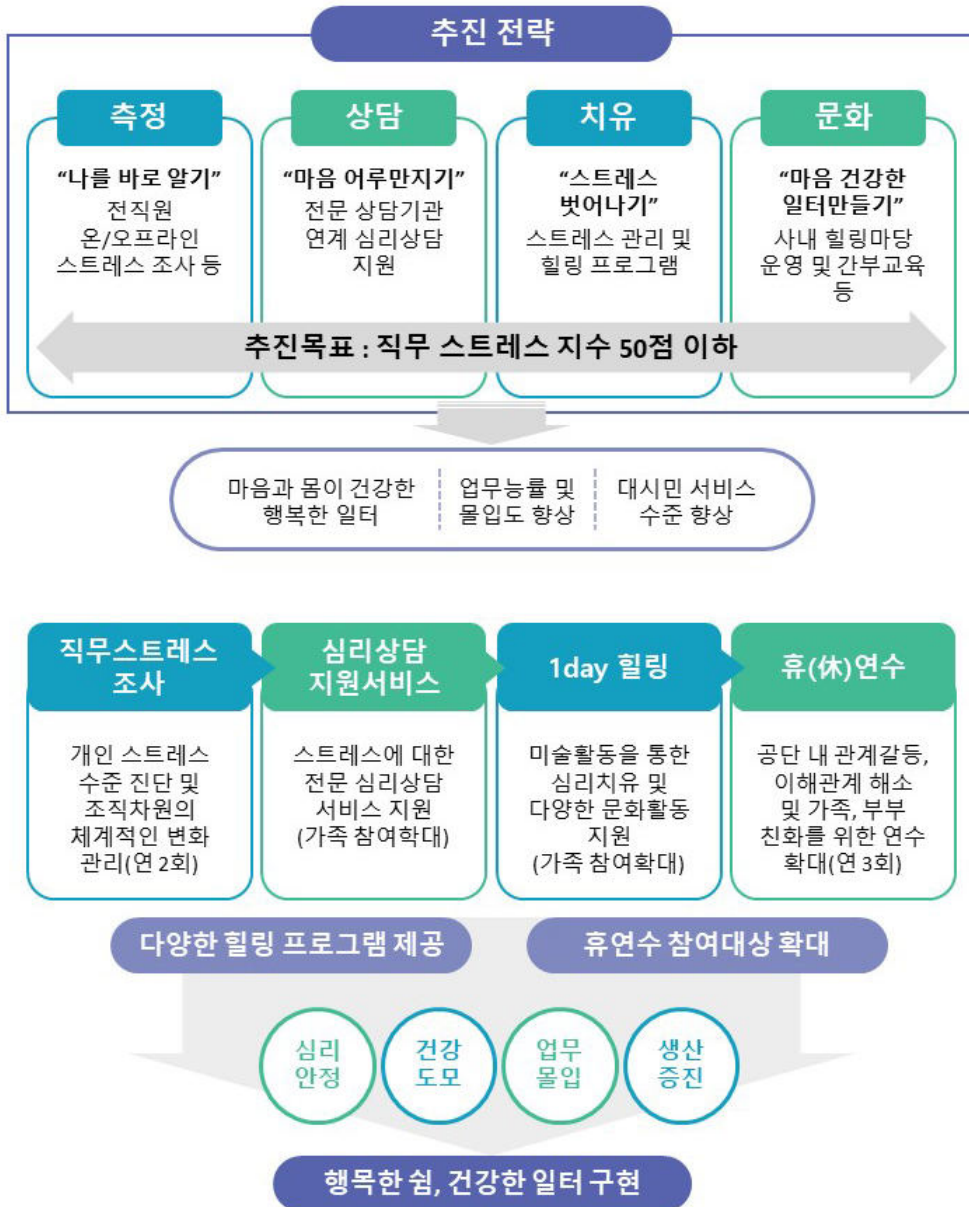 추진 전략
측정
“나를 바로 알기”
전직원
온/오프라인
스트레스 조사 등
상담
“마음 어루만지기”
전문 상담기관
연계 심리상담
지원
치유
“스트레스
벗어나기”
스트레스 관리 및
힐링 프로그램
문화
“마음 건강한
일터만들기”
사내 힐링마당
운영 및 간부교육
등
추진목표 : 직무 스트레스 지수 50점 이하
마음과 몸이 건강한
행복한 일터
업무능률 및
몰입도 향상
대시민 서비스
수준 향상
직무스트레스
조사
개인 스트레스
수준 진단 및
조직차원의
체계적인 변화
관리(연 2회)
심리상담
지원서비스
스트레스에 대한
전문 심리상담
서비스 지원
(가족 참여학대)
1day 힐링
미술활동을 통한
심리치유 및
다양한 문화활동
지원
(가족 참여확대)
휴(休)연수
공단 내 관계갈등,
이해관계 해소
및 가족, 부부
친화를 위한 연수
확대(연 3회)
다양한 힐링 프로그램 제공
휴연수 참여대상 확대
심리
안정
건강
도모
업무
몰입
생산
증진
행목한 쉼, 건강한 일터 구현